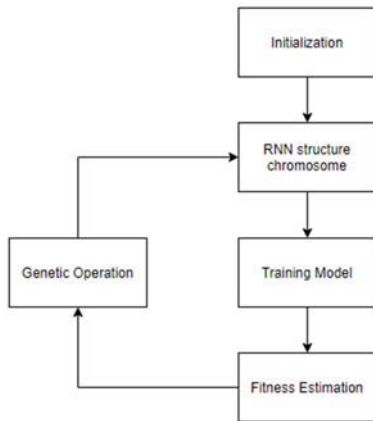 Initialization
RNN structure
chromosome
Genetic Operation
Training Model
Fitness Estimation